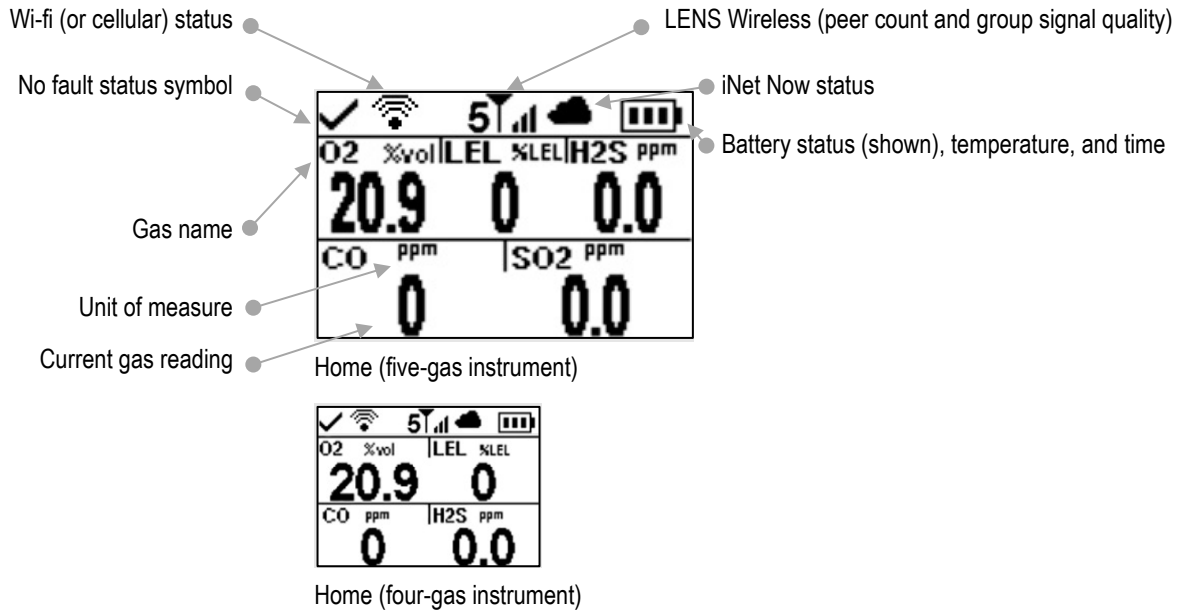 Wi-fi (or cellular) status
LENS Wireless (peer count and group signal quality)
No fault status symbol
iNet Now status
5
Battery status (shown), temperature, and time
O2 %vol LEL %LEL H2S ppm
20.9 0 0.0
Gas name
CO ppm SO2 ppm
Unit of measure
0 0.0
Current gas reading
Home (five-gas instrument)
5
O2 %vol LEL %LEL
20.9 0
CO ppm H2S ppm
0 0.0
Home (four-gas instrument)